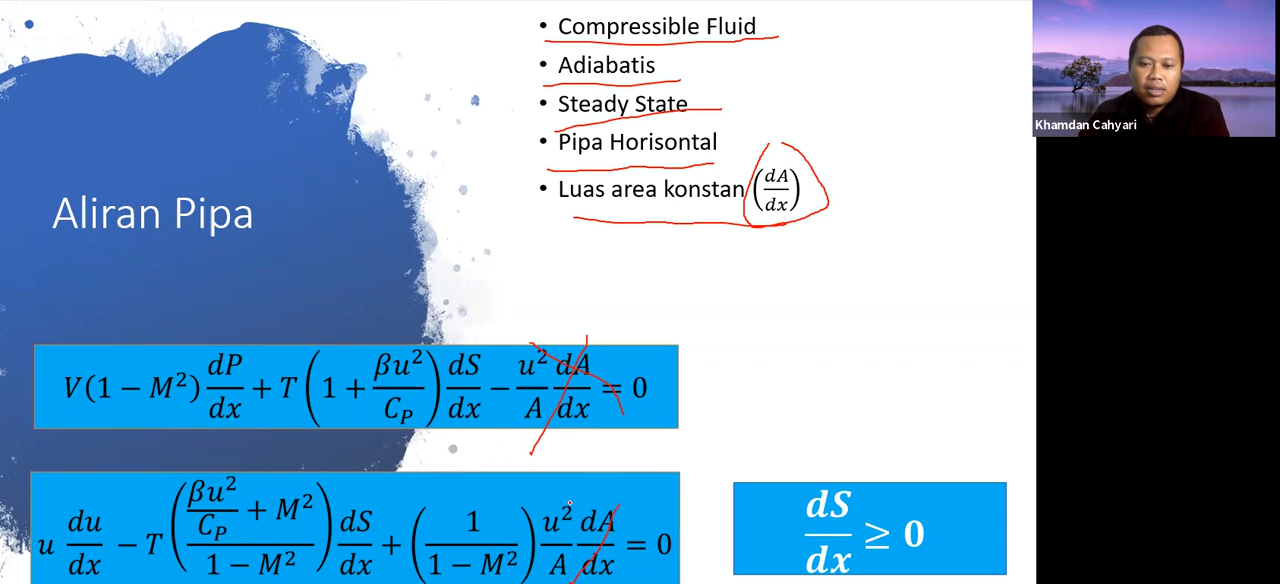 • Compressible Fluid
• Adiabatis
• Steady State
• Pipa Horisontal
• Luas area konstan (dA/dx)
Khamdan Cahyari
Aliran Pipa
V(1 − M²) dP/dx + T(1 + βu²/C_P) dS/dx − u²/A dA/dx = 0
u du/dx − T((βu²/C_P + M²)/(1 − M²)) dS/dx + (1/(1 − M²)) u²/A dA/dx = 0
dS/dx ≥ 0